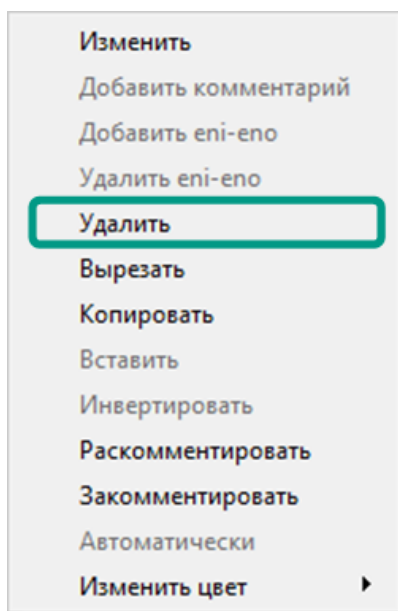 Изменить
Добавить комментарий
Добавить eni-eno
Удалить eni-eno
Удалить
Вырезать
Копировать
Вставить
Инвертировать
Раскомментировать
Закомментировать
Автоматически
Изменить цвет